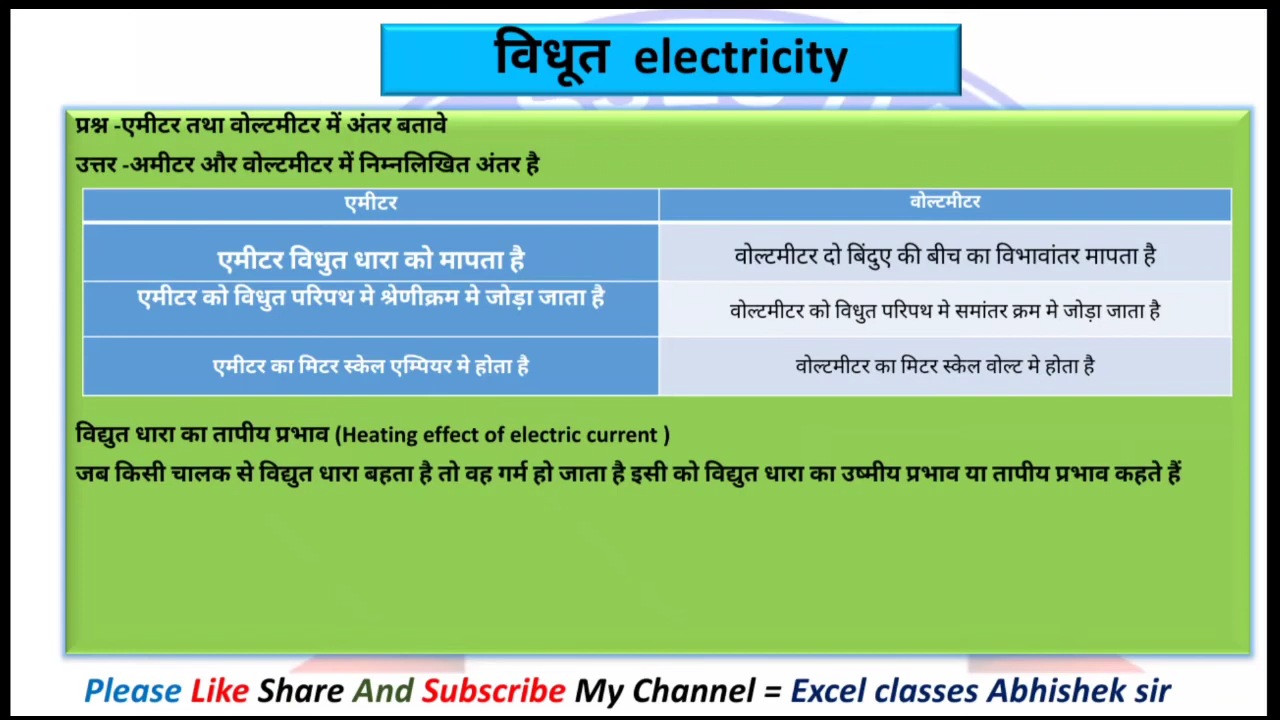 विधूत electricity
प्रश्न -एमीटर तथा वोल्टमीटर में अंतर बतावे
उत्तर -अमीटर और वोल्टमीटर में निम्नलिखित अंतर है
एमीटर वोल्टमीटर
एमीटर विधुत धारा को मापता है वोल्टमीटर दो बिंदुए की बीच का विभावांतर मापता है
एमीटर को विधुत परिपथ मे श्रेणीक्रम मे जोड़ा जाता है वोल्टमीटर को विधुत परिपथ मे समांतर क्रम मे जोड़ा जाता है
एमीटर का मिटर स्केल एम्पियर मे होता है वोल्टमीटर का मिटर स्केल वोल्ट मे होता है
विद्युत धारा का तापीय प्रभाव (Heating effect of electric current )
जब किसी चालक से विद्युत धारा बहता है तो वह गर्म हो जाता है इसी को विद्युत धारा का उष्मीय प्रभाव या तापीय प्रभाव कहते हैं
Please Like Share And Subscribe My Channel = Excel classes Abhishek sir